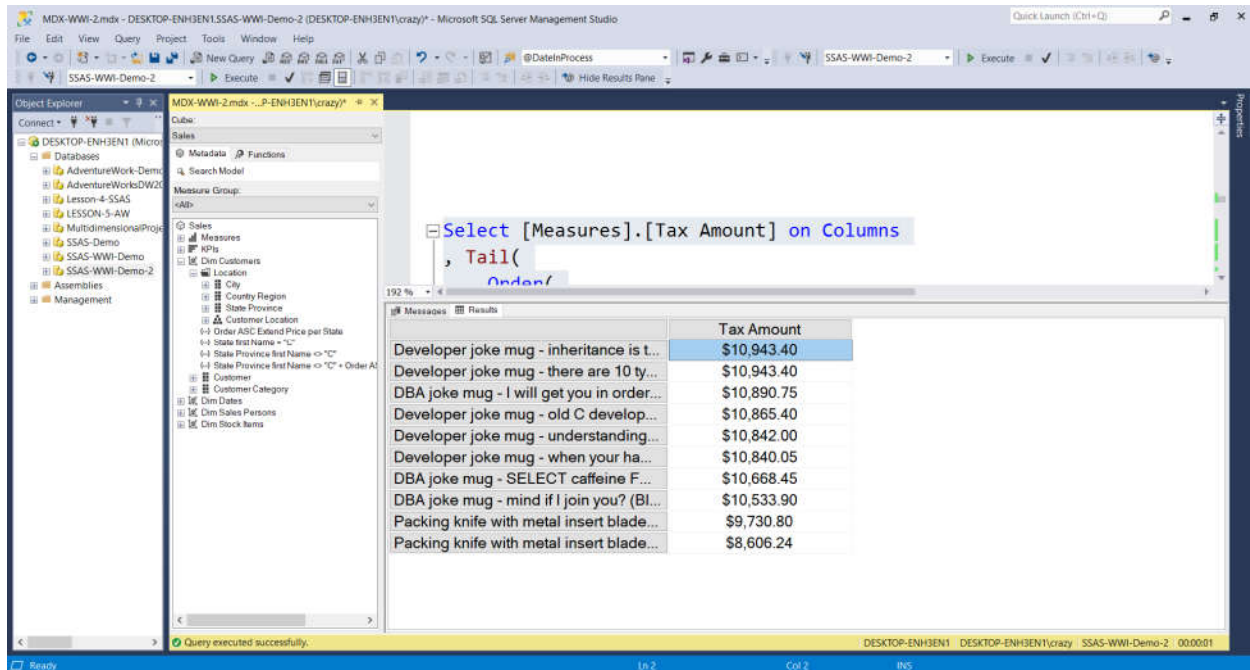 MDX-WWI-2.mdx - DESKTOP-ENH3EN1.SSAS-WWI-Demo-2 (DESKTOP-ENH3EN1\crazy)* - Microsoft SQL Server Management Studio
Quick Launch (Ctrl+Q)
File Edit View Query Project Tools Window Help
New Query
@DateInProcess
SSAS-WWI-Demo-2
Execute
SSAS-WWI-Demo-2
Execute
Hide Results Pane
Object Explorer
Connect
DESKTOP-ENH3EN1 (Micros
Databases
AdventureWork-Demo
AdventureWorksDW20
Lesson-4-SSAS
LESSON-5-AW
MultidimensionalProje
SSAS-Demo
SSAS-WWI-Demo
SSAS-WWI-Demo-2
Assemblies
Management
MDX-WWI-2.mdx -...P-ENH3EN1\crazy)*
Cube:
Sales
Metadata Functions
Search Model
Measure Group:
<All>
Sales
Measures
KPIs
Dim Customers
Location
City
Country Region
State Province
Customer Location
Order ASC Extend Price per State
State first Name = "C"
State Province first Name <> "C"
State Province first Name <> "C" + Order AS
Customer
Customer Category
Dim Dates
Dim Sales Persons
Dim Stock Items
Select [Measures].[Tax Amount] on Columns
, Tail(
Order(
192 %
Messages Results
Tax Amount
Developer joke mug - inheritance is t... $10,943.40
Developer joke mug - there are 10 ty... $10,943.40
DBA joke mug - I will get you in order... $10,890.75
Developer joke mug - old C develop... $10,865.40
Developer joke mug - understanding... $10,842.00
Developer joke mug - when your ha... $10,840.05
DBA joke mug - SELECT caffeine F... $10,668.45
DBA joke mug - mind if I join you? (Bl... $10,533.90
Packing knife with metal insert blade... $9,730.80
Packing knife with metal insert blade... $8,606.24
Properties
Query executed successfully.
DESKTOP-ENH3EN1 DESKTOP-ENH3EN1\crazy SSAS-WWI-Demo-2 00:00:01
Ready Ln 2 Col 2 INS